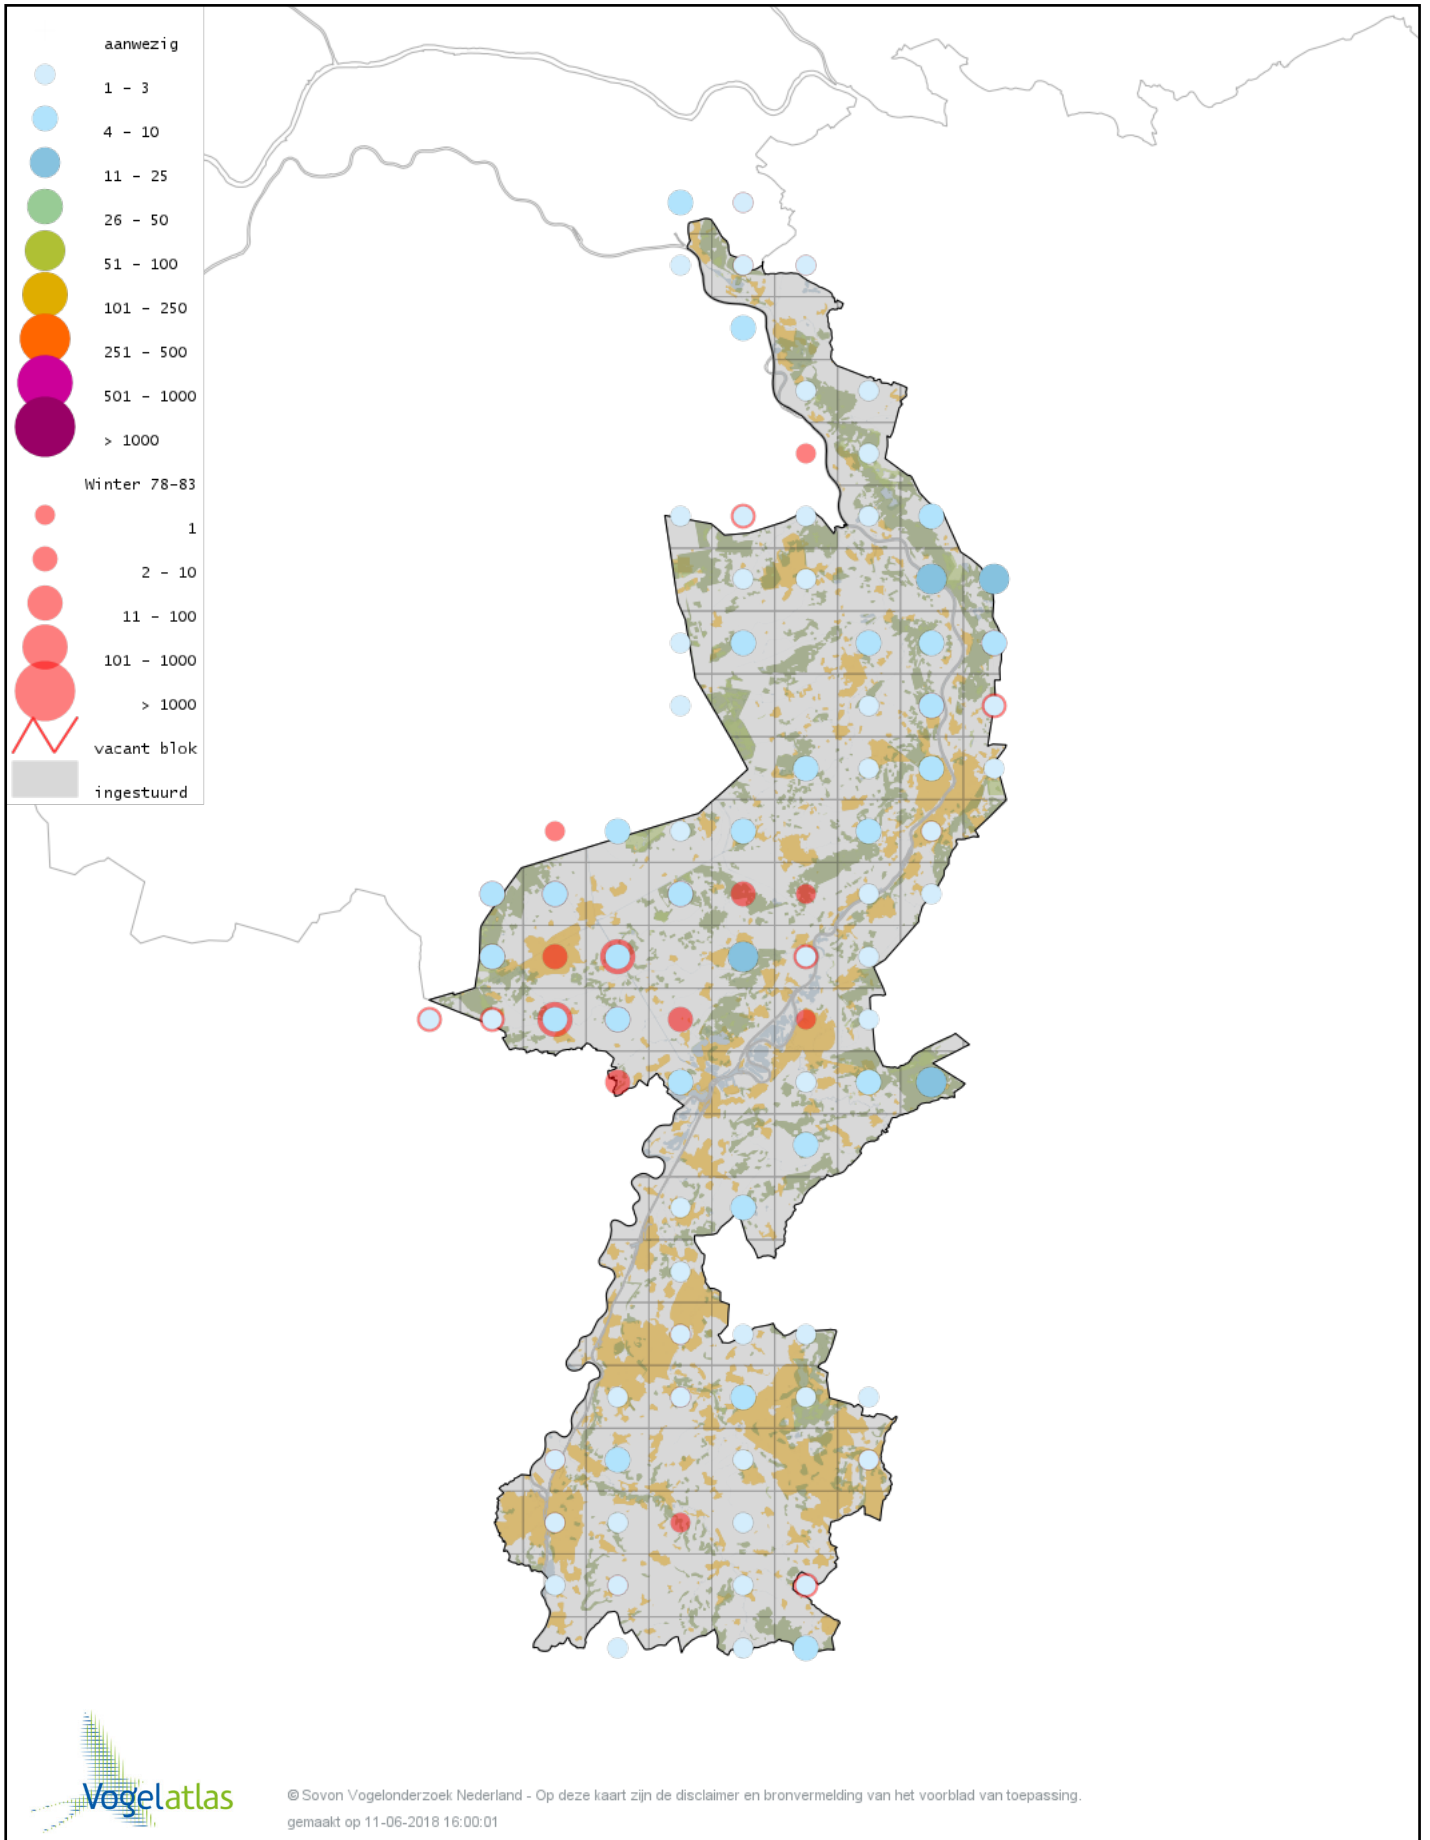 aanwezig
1 - 3
4 - 10
11 - 25
26 - 50
51 - 100
101 - 250
251 - 500
501 - 1000
> 1000
Winter 78-83
1
2 - 10
11 - 100
101 - 1000
> 1000
vacant blok
ingestuurd
Vogelatlas
© Sovon Vogelonderzoek Nederland - Op deze kaart zijn de disclaimer en bronvermelding van het voorblad van toepassing.
gemaakt op 11-06-2018 16:00:01